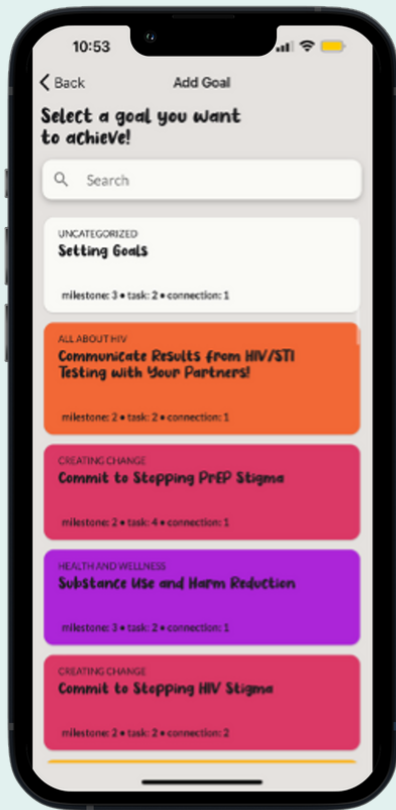 10:53
Back
Add Goal
Select a goal you want
to achieve!
Search
UNCATEGORIZED
Setting Goals
milestone: 3 • task: 2 • connection: 1
ALL ABOUT HIV
Communicate Results from HIV/STI
Testing with Your Partners!
milestone: 2 • task: 2 • connection: 1
CREATING CHANGE
Commit to Stopping PrEP Stigma
milestone: 2 • task: 4 • connection: 1
HEALTH AND WELLNESS
Substance Use and Harm Reduction
milestone: 3 • task: 2 • connection: 1
CREATING CHANGE
Commit to Stopping HIV Stigma
milestone: 2 • task: 2 • connection: 2